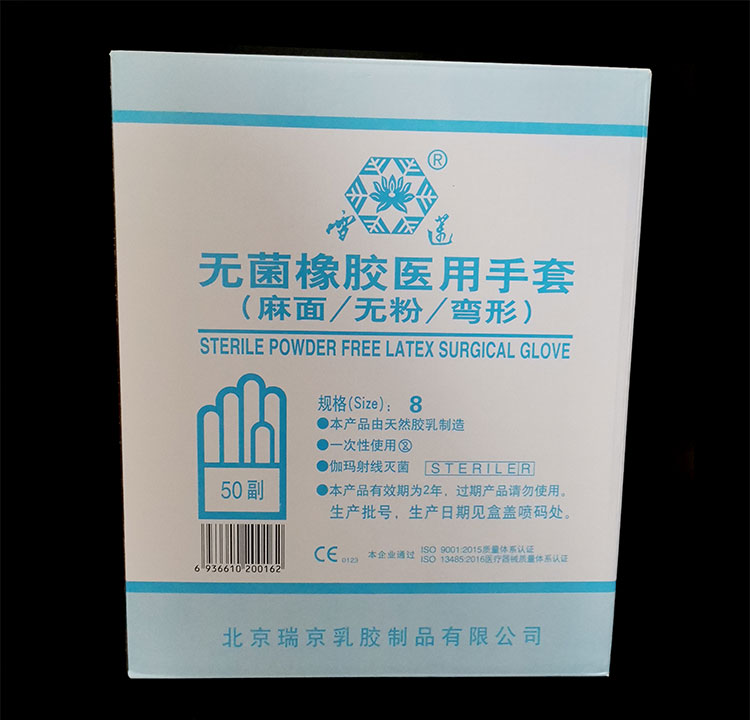 ®
雪莲
无菌橡胶医用手套
（麻面/无粉/弯形）
STERILE POWDER FREE LATEX SURGICAL GLOVE
规格(Size)：8
●本产品由天然胶乳制造
●一次性使用②
●伽玛射线灭菌 STERILE R
50副
●本产品有效期为2年，过期产品请勿使用。
生产批号，生产日期见盒盖喷码处。
6 936610 200162
CE 0123 本企业通过 ISO 9001:2015质量体系认证
ISO 13485:2016医疗器械质量体系认证
北京瑞京乳胶制品有限公司